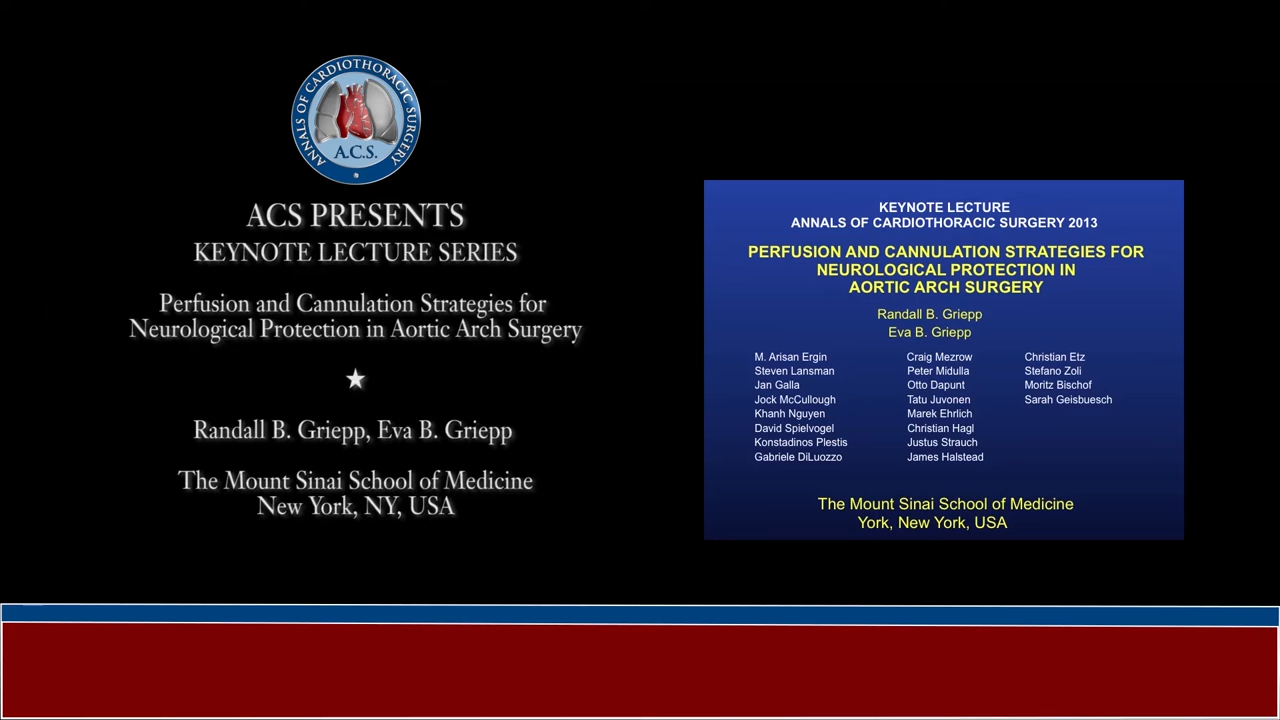 ANNALS OF CARDIOTHORACIC SURGERY
A.C.S.
ACS PRESENTS
KEYNOTE LECTURE SERIES
Perfusion and Cannulation Strategies for
Neurological Protection in Aortic Arch Surgery
Randall B. Griepp, Eva B. Griepp
The Mount Sinai School of Medicine
New York, NY, USA
KEYNOTE LECTURE
ANNALS OF CARDIOTHORACIC SURGERY 2013
PERFUSION AND CANNULATION STRATEGIES FOR
NEUROLOGICAL PROTECTION IN
AORTIC ARCH SURGERY
Randall B. Griepp
Eva B. Griepp
M. Arisan Ergin
Steven Lansman
Jan Galla
Jock McCullough
Khanh Nguyen
David Spielvogel
Konstadinos Plestis
Gabriele DiLuozzo
Craig Mezrow
Peter Midulla
Otto Dapunt
Tatu Juvonen
Marek Ehrlich
Christian Hagl
Justus Strauch
James Halstead
Christian Etz
Stefano Zoli
Moritz Bischof
Sarah Geisbuesch
The Mount Sinai School of Medicine
York, New York, USA